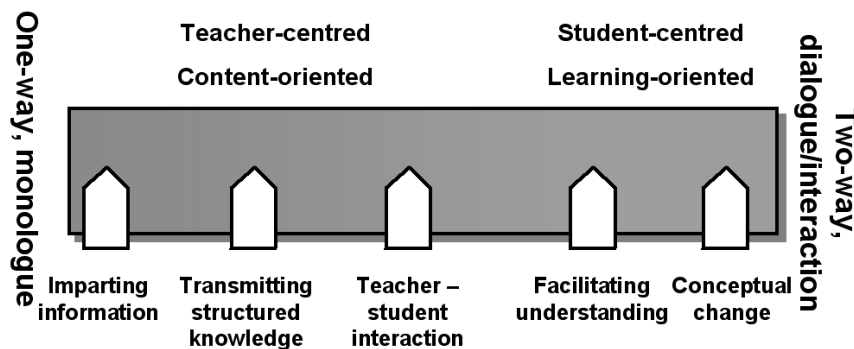 One-way, monologue
Teacher-centred
Content-oriented
Student-centred
Learning-oriented
Two-way,
dialogue/interaction
Imparting
information
Transmitting
structured
knowledge
Teacher –
student
interaction
Facilitating
understanding
Conceptual
change